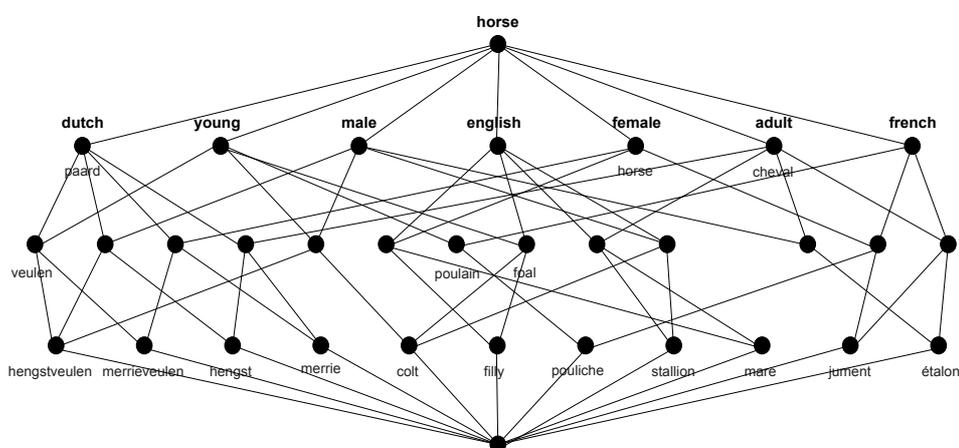 horse
dutch young male english female adult french
paard horse cheval
veulen poulain foal
hengstveulen merrieveulen hengst merrie colt filly pouliche stallion mare jument étalon